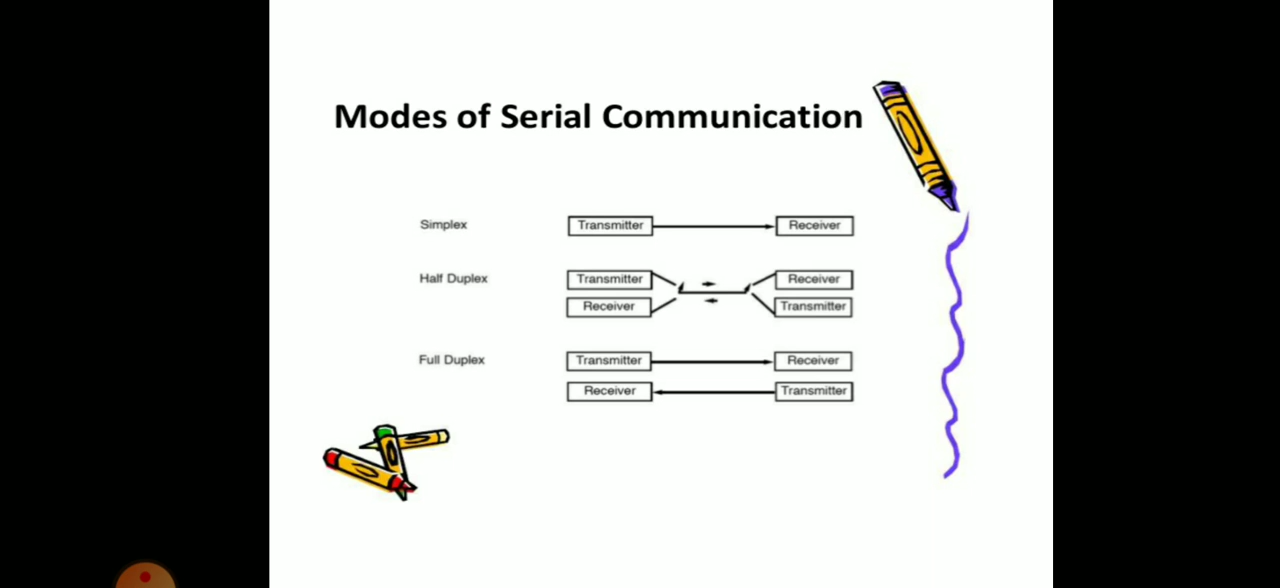 Modes of Serial Communication
Simplex Transmitter Receiver
Half Duplex Transmitter Receiver
Receiver Transmitter
Full Duplex Transmitter Receiver
Receiver Transmitter